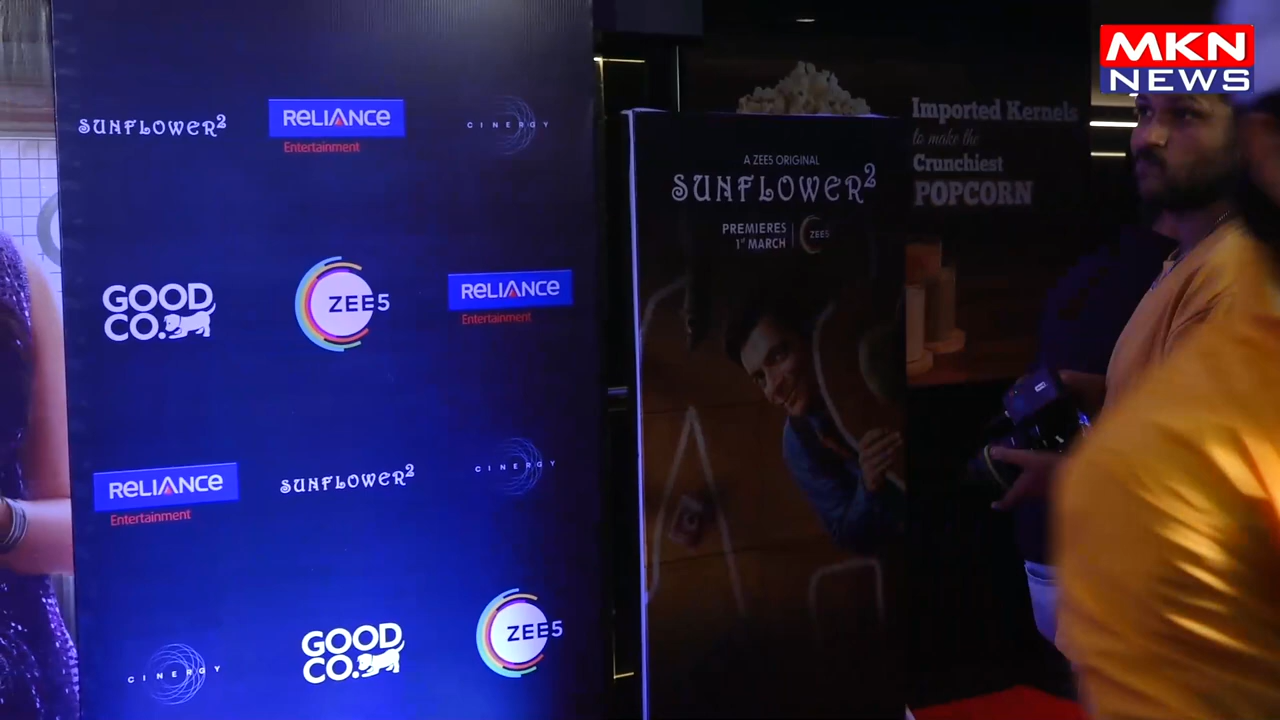 MKN
NEWS
SUNFLOWER2
RELIANCE
Entertainment
CINERGY
GOOD
CO.
ZEE5
RELIANCE
Entertainment
RELIANCE
Entertainment
SUNFLOWER2
CINERGY
CINERGY
GOOD
CO.
ZEE5
A ZEE5 ORIGINAL
SUNFLOWER2
PREMIERES
1st MARCH
ZEE5
Imported Kernels
to make the
Crunchiest
POPCORN